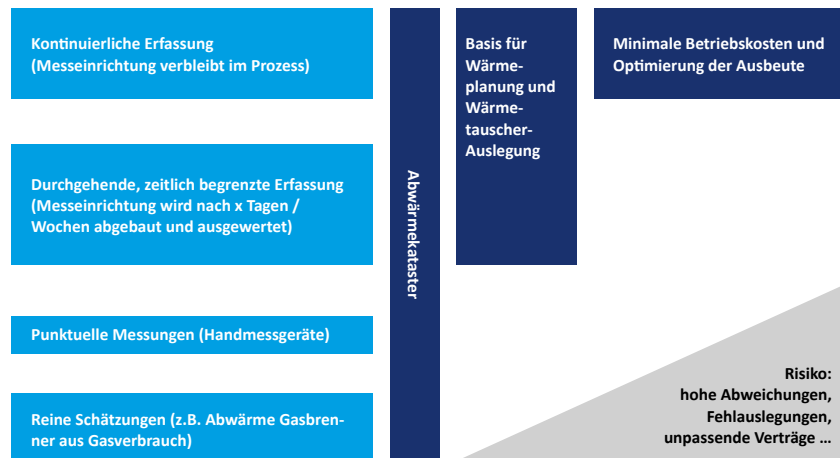 Kontinuierliche Erfassung
(Messeinrichtung verbleibt im Prozess)
Durchgehende, zeitlich begrenzte Erfassung
(Messeinrichtung wird nach x Tagen /
Wochen abgebaut und ausgewertet)
Punktuelle Messungen (Handmessgeräte)
Reine Schätzungen (z.B. Abwärme Gasbren-
ner aus Gasverbrauch)
Abwärmekataster
Basis für
Wärme-
planung und
Wärme-
tauscher-
Auslegung
Minimale Betriebskosten und
Optimierung der Ausbeute
Risiko:
hohe Abweichungen,
Fehlauslegungen,
unpassende Verträge ...